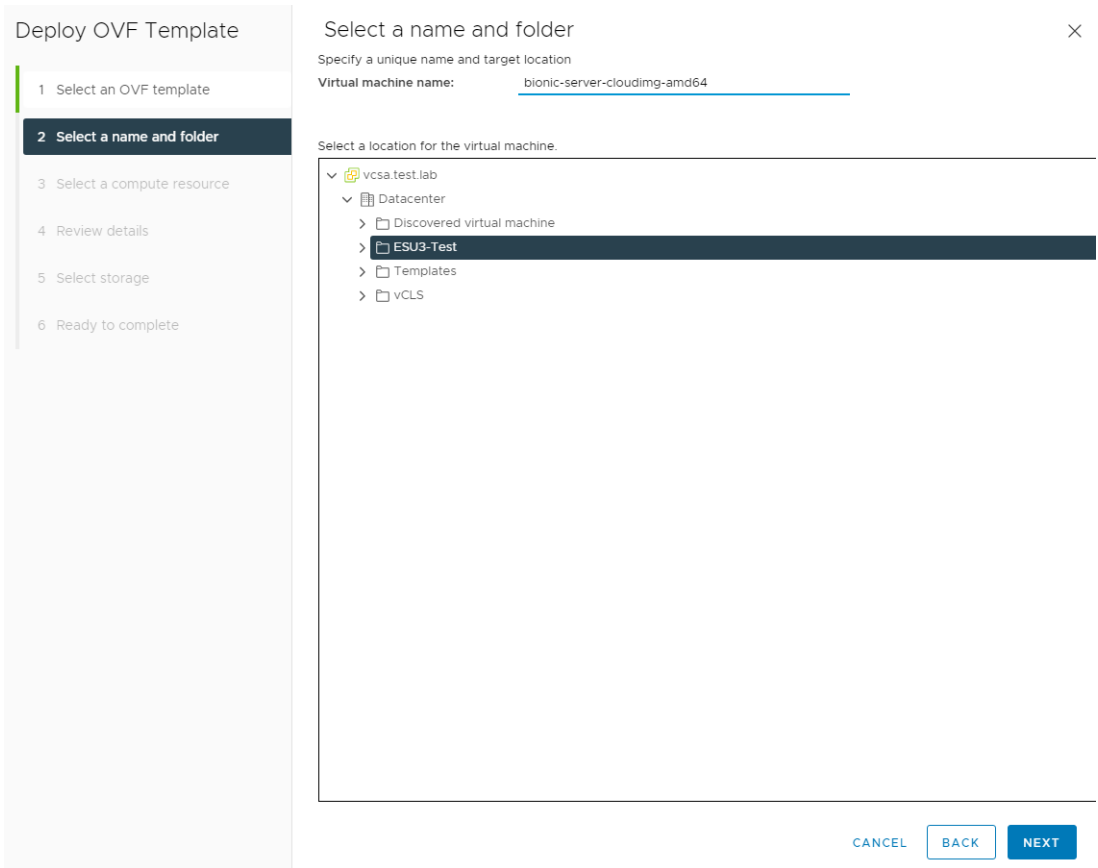 Deploy OVF Template
1 Select an OVF template
2 Select a name and folder
3 Select a compute resource
4 Review details
5 Select storage
6 Ready to complete
Select a name and folder
Specify a unique name and target location
Virtual machine name: bionic-server-cloudimg-amd64
Select a location for the virtual machine.
vcsa.test.lab
Datacenter
Discovered virtual machine
ESU3-Test
Templates
vCLS
CANCEL BACK NEXT